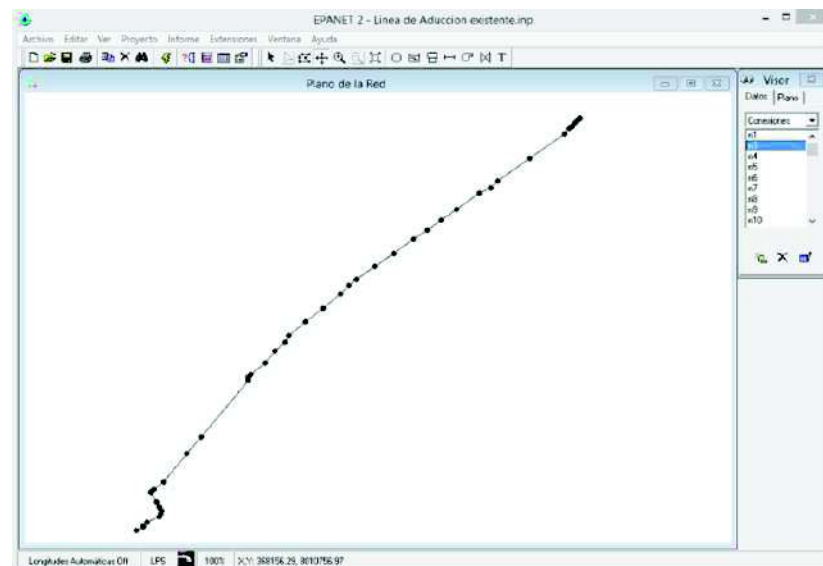 EPANET 2 - Linea de Aduccion existente.inp
Archivo Editar Ver Proyecto Informe Extensiones Ventana Ayuda
T
Plano de la Red
Visor
Datos Plano
Conexiones
n1
n3
n4
n5
n6
n7
n8
n9
n10
Longitudes Automáticas Off LPS 100% X,Y: 368156.29, 8010756.97